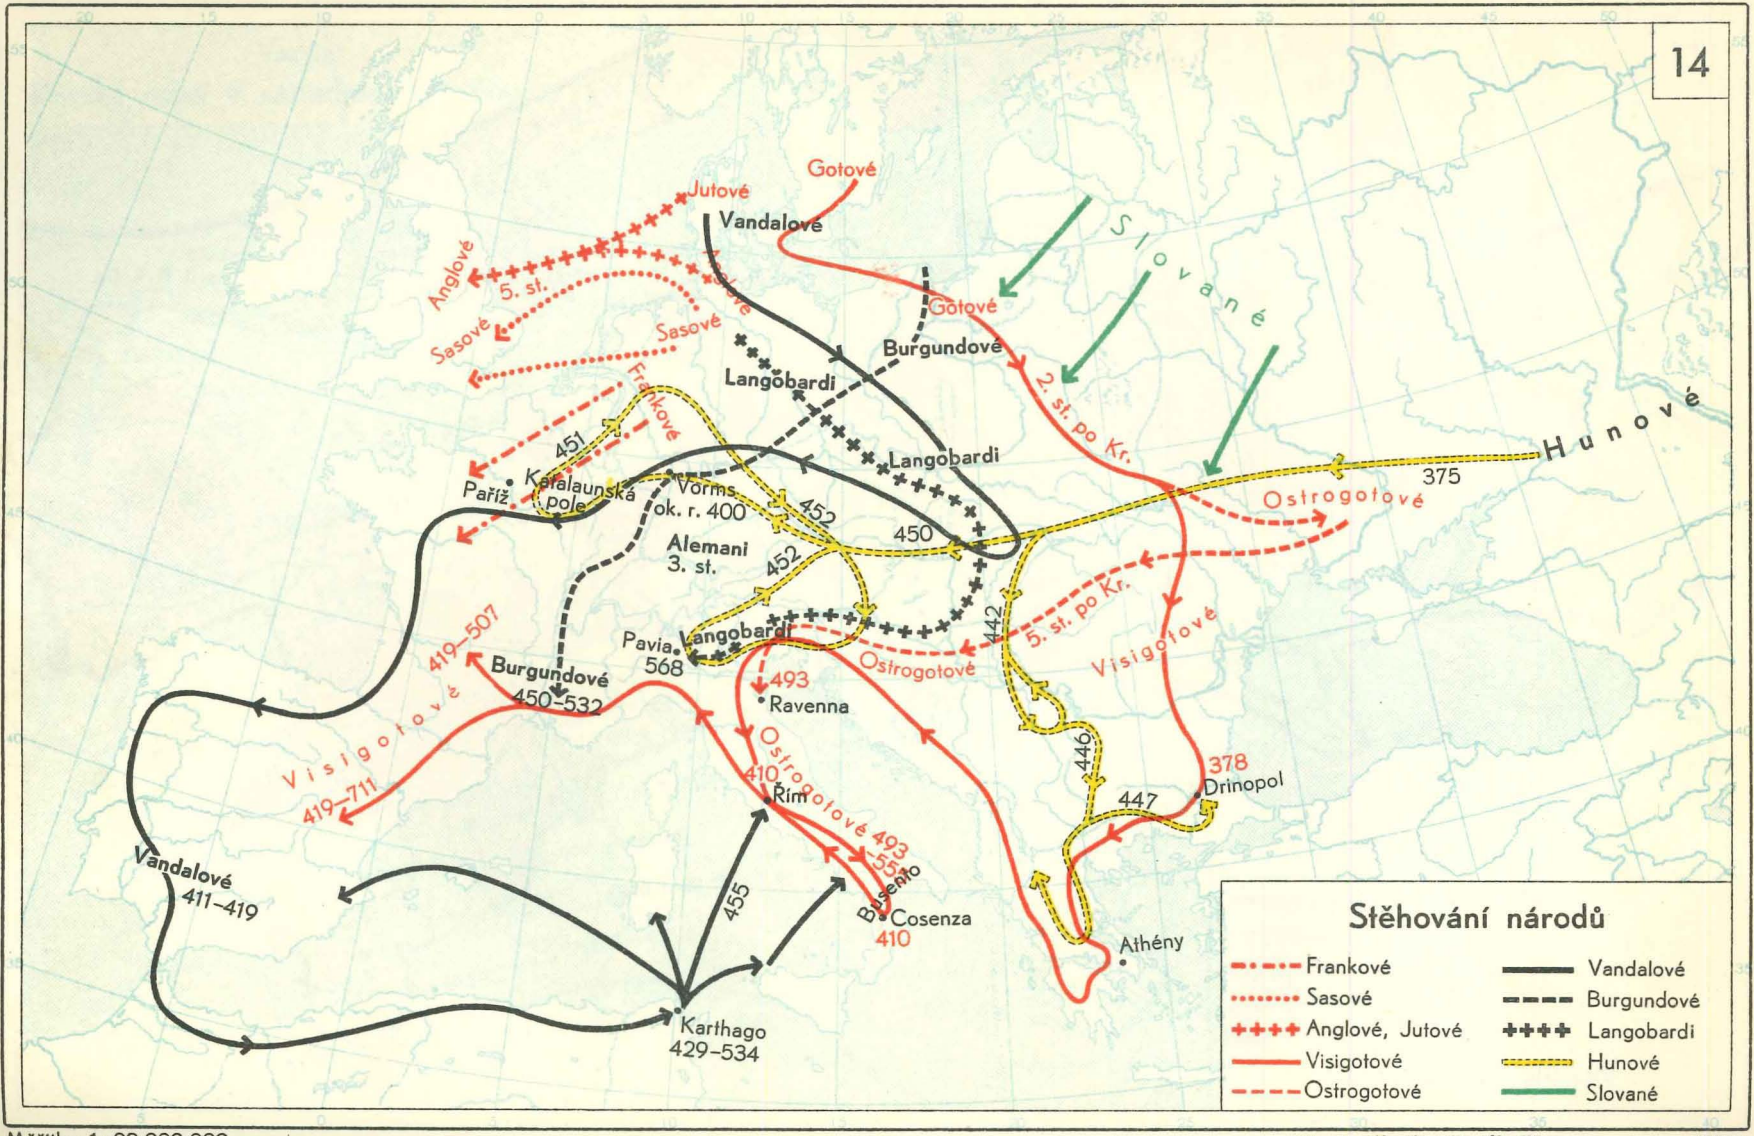 14
Gotové
Jutové
Vandalové
Slované
Anglové
5. st.
Anglové
Gotové
Sasové
Sasové
Burgundové
Langobardi
Frankové
2. st. po Kr.
Hunové
451
Langobardi
375
Katalaunská
pole
Paříž
Vorms
ok. r. 400
452
Ostrogotové
450
Alemani
3. st.
452
442
5. st. po Kr.
Visigotové
419–507
Pavia
568
Langobardi
Ostrogotové
Burgundové
450–532
493
Ravenna
Visigotové
446
378
Drinopol
Ostrogotové 493
410
Řím
419–711
447
Vandalové
411–419
455
Busento
Cosenza
410
Athény
Karthago
429–534
Stěhování národů
Frankové
Sasové
Anglové, Jutové
Visigotové
Ostrogotové
Vandalové
Burgundové
Langobardi
Hunové
Slované